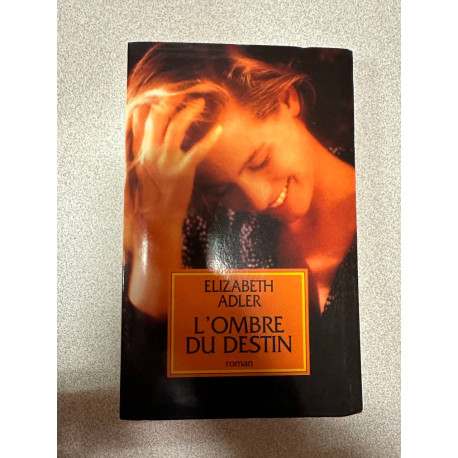 ELIZABETH
ADLER
L'OMBRE
DU DESTIN
roman